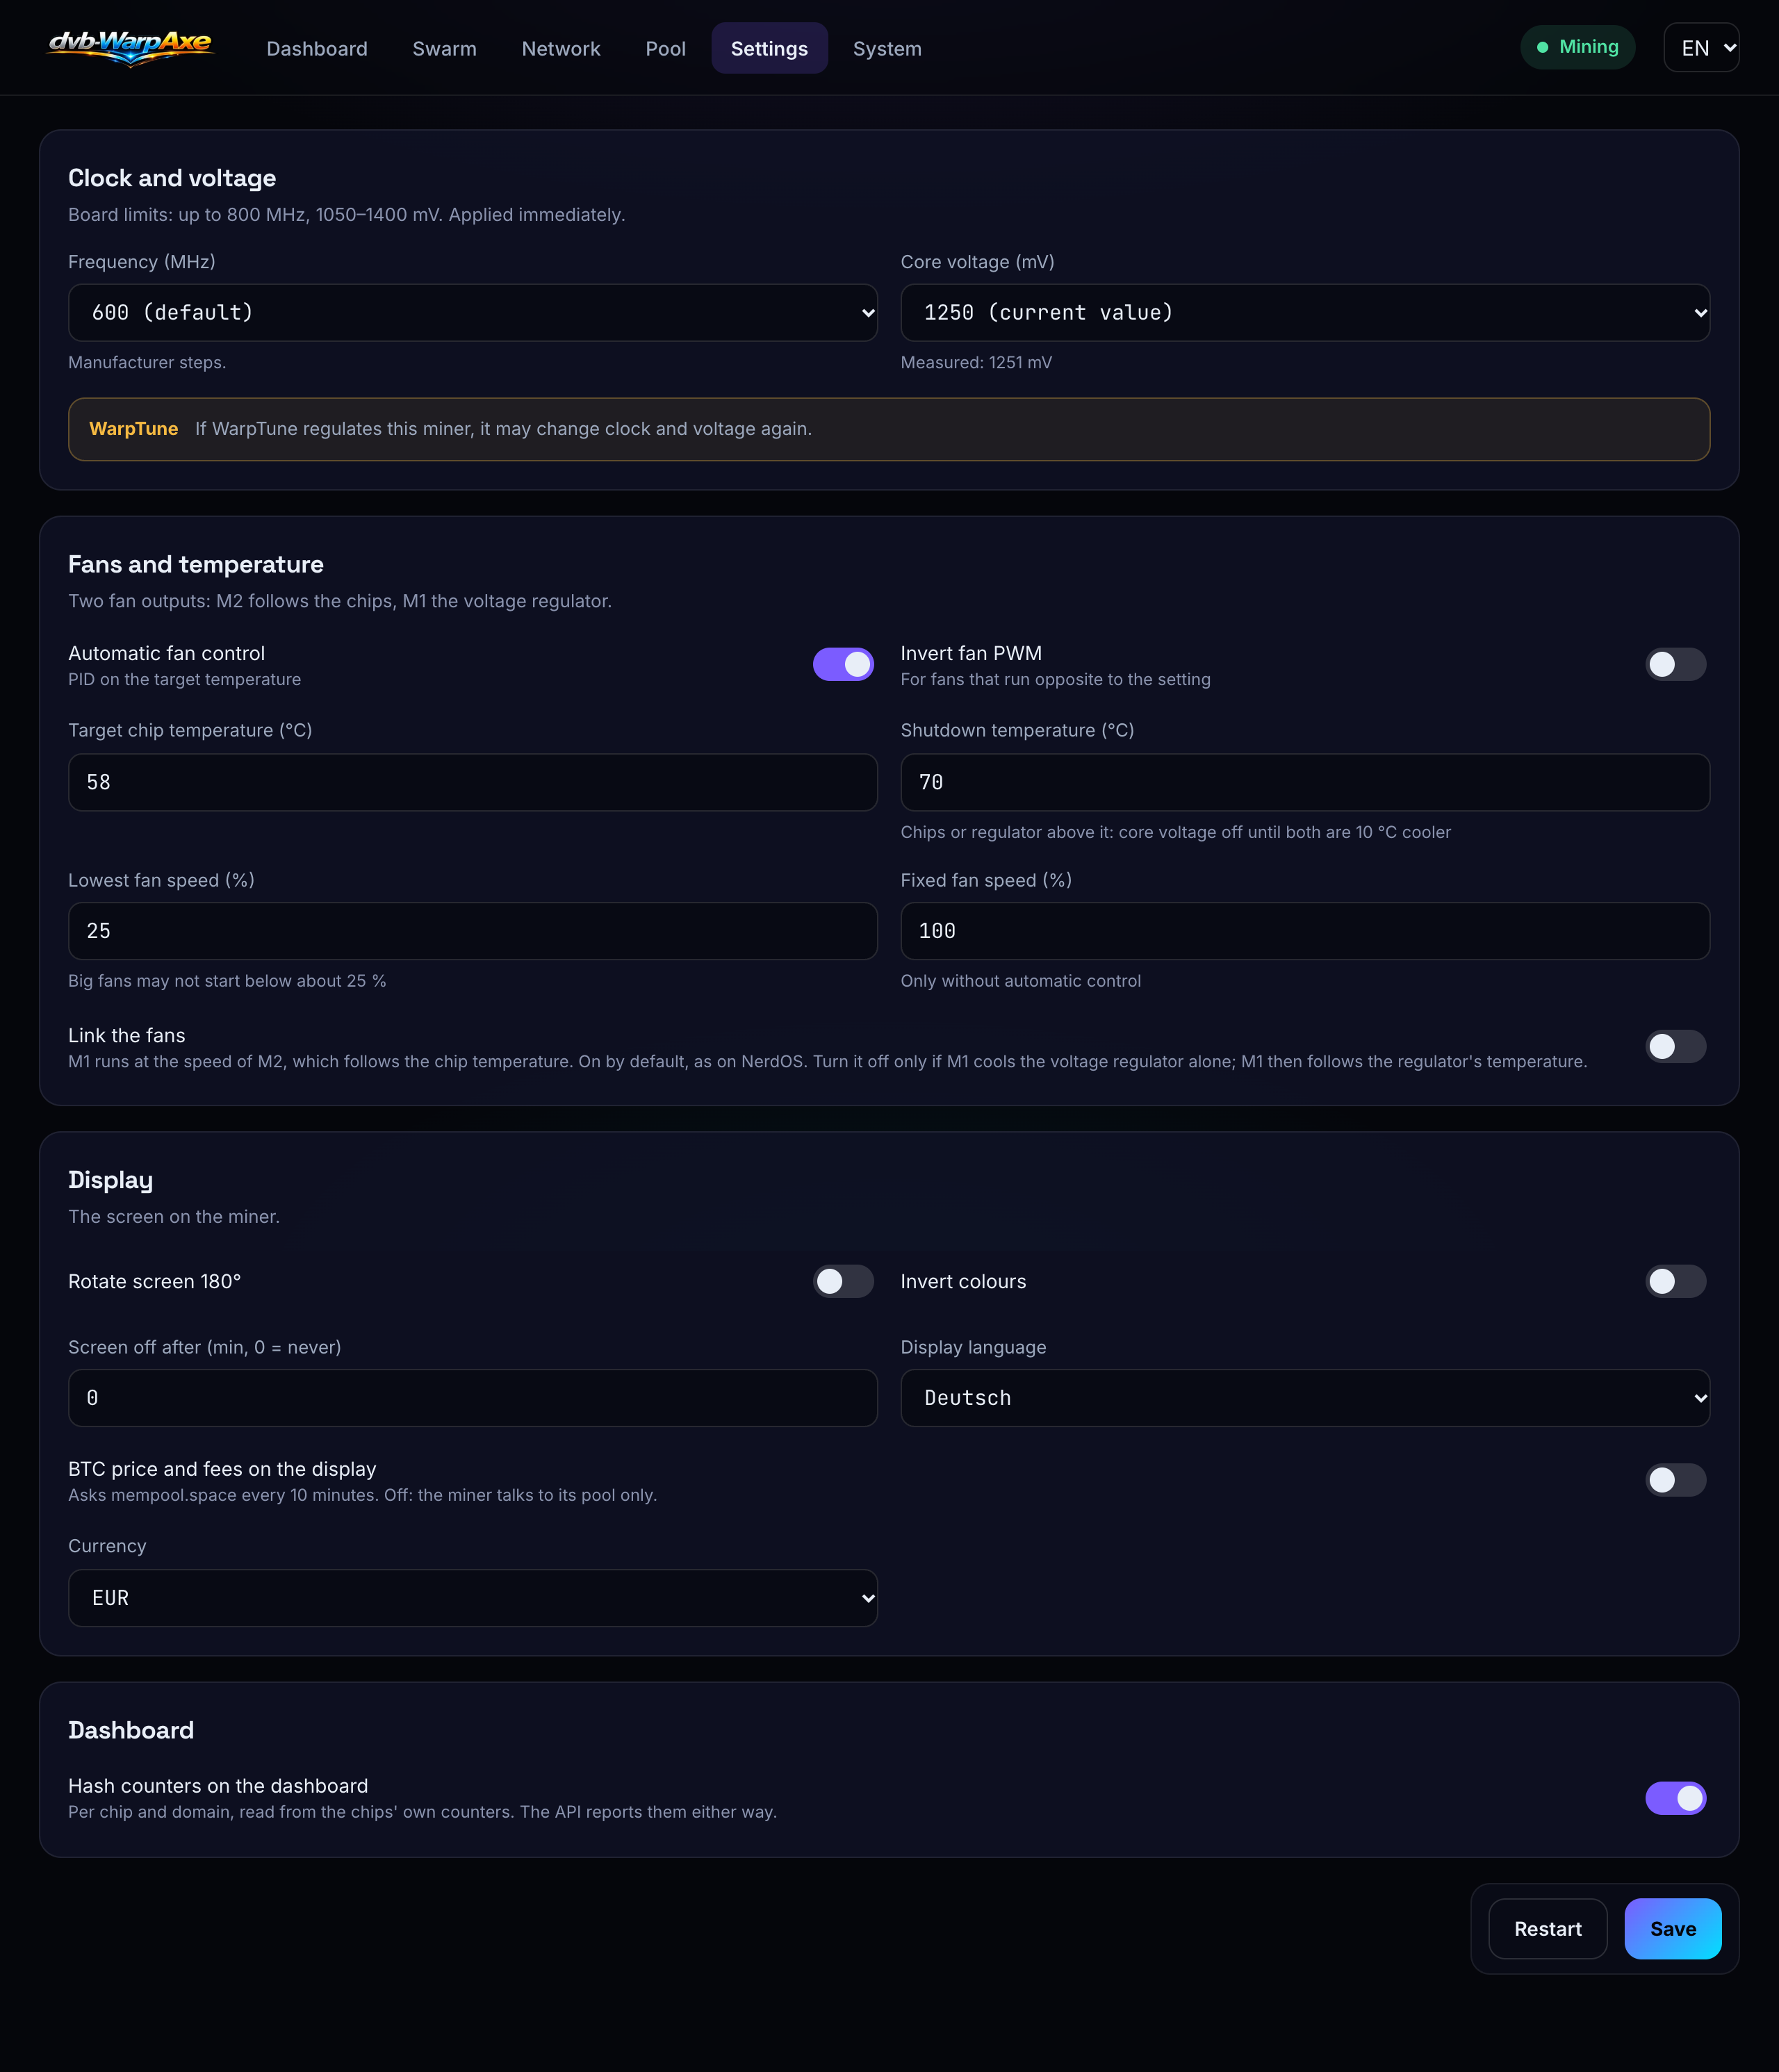 dvb-WarpAxe
Dashboard
Swarm
Network
Pool
Settings
System
Mining
EN
Clock and voltage
Board limits: up to 800 MHz, 1050–1400 mV. Applied immediately.
Frequency (MHz)
Core voltage (mV)
600 (default)
1250 (current value)
Manufacturer steps.
Measured: 1251 mV
WarpTune If WarpTune regulates this miner, it may change clock and voltage again.
Fans and temperature
Two fan outputs: M2 follows the chips, M1 the voltage regulator.
Automatic fan control
PID on the target temperature
Invert fan PWM
For fans that run opposite to the setting
Target chip temperature (°C)
Shutdown temperature (°C)
58
70
Chips or regulator above it: core voltage off until both are 10 °C cooler
Lowest fan speed (%)
Fixed fan speed (%)
25
100
Big fans may not start below about 25 %
Only without automatic control
Link the fans
M1 runs at the speed of M2, which follows the chip temperature. On by default, as on NerdOS. Turn it off only if M1 cools the voltage regulator alone; M1 then follows the regulator's temperature.
Display
The screen on the miner.
Rotate screen 180°
Invert colours
Screen off after (min, 0 = never)
Display language
0
Deutsch
BTC price and fees on the display
Asks mempool.space every 10 minutes. Off: the miner talks to its pool only.
Currency
EUR
Dashboard
Hash counters on the dashboard
Per chip and domain, read from the chips' own counters. The API reports them either way.
Restart
Save